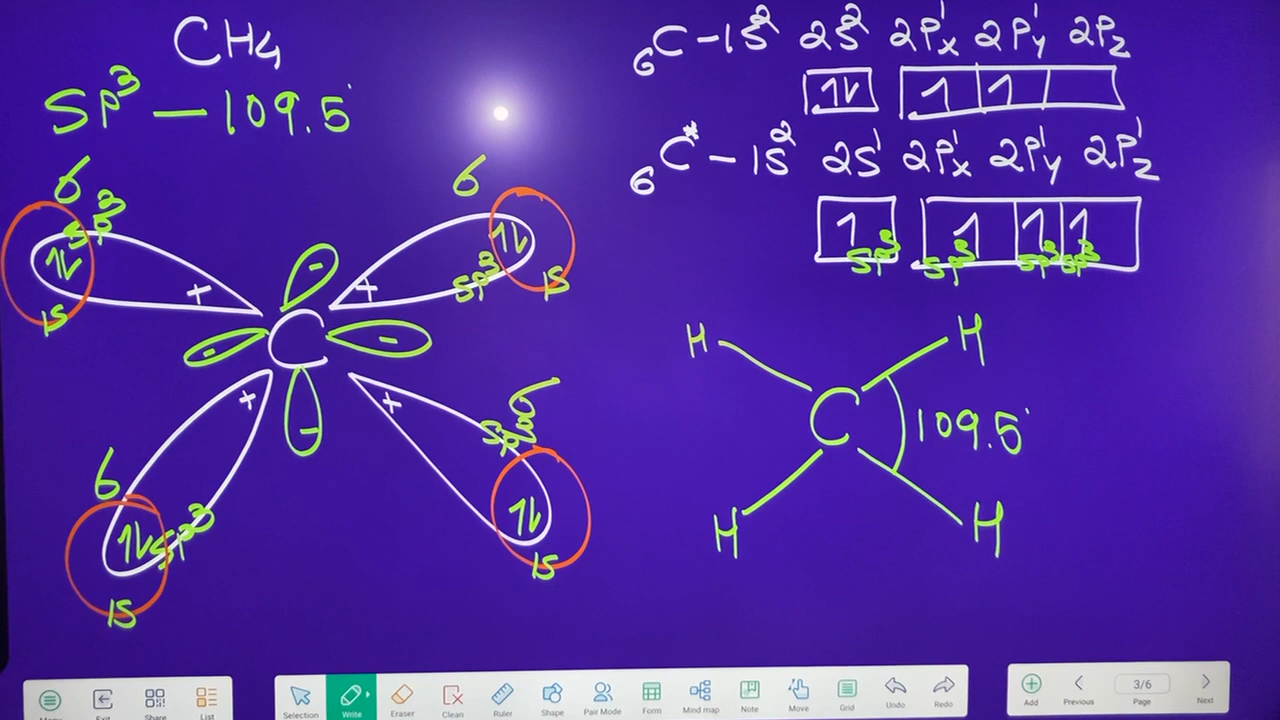 CH4
sp³ – 109.5°
₆C – 1s² 2s² 2p¹x 2p¹y 2pz
1⇂ 1 1
₆C* – 1s² 2s¹ 2p¹x 2p¹y 2p¹z
1 1 1 1
sp³ sp³ sp³ sp³
σ σ
sp³
1⇂ 1⇂
+ - + sp³
1s 1s
- C -
+ - +
σ
sp³
σ
1⇂ sp³ 1⇂
1s 1s
H H
C 109.5°
H H
Menu Exit Share List
Selection Write Eraser Clean Ruler Shape Pair Mode Form Mind map Note Move Grid Undo Redo
Add Previous 3/6 Page Next